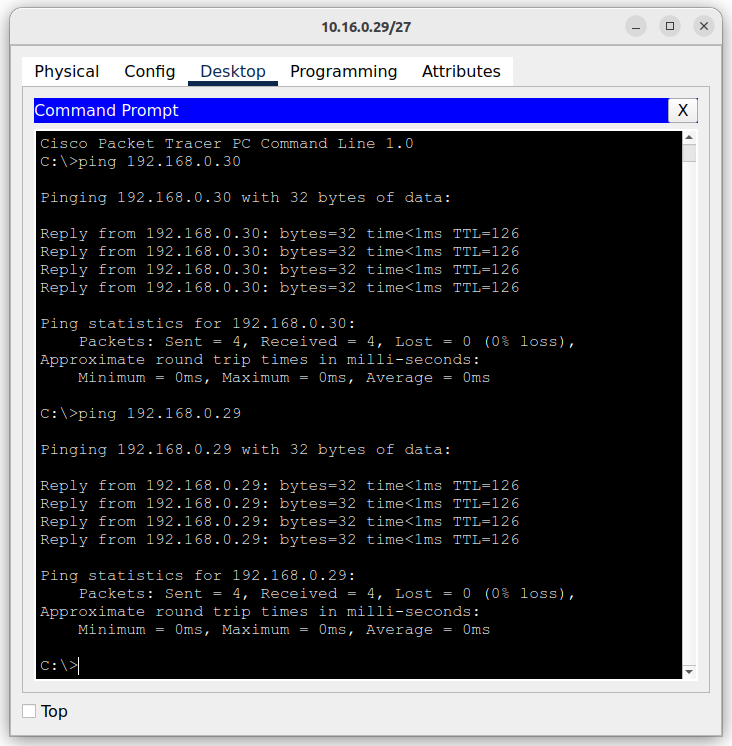 10.16.0.29/27
Physical Config Desktop Programming Attributes
Command Prompt X
Cisco Packet Tracer PC Command Line 1.0
C:\>ping 192.168.0.30
Pinging 192.168.0.30 with 32 bytes of data:
Reply from 192.168.0.30: bytes=32 time<1ms TTL=126
Reply from 192.168.0.30: bytes=32 time<1ms TTL=126
Reply from 192.168.0.30: bytes=32 time<1ms TTL=126
Reply from 192.168.0.30: bytes=32 time<1ms TTL=126
Ping statistics for 192.168.0.30:
Packets: Sent = 4, Received = 4, Lost = 0 (0% loss),
Approximate round trip times in milli-seconds:
Minimum = 0ms, Maximum = 0ms, Average = 0ms
C:\>ping 192.168.0.29
Pinging 192.168.0.29 with 32 bytes of data:
Reply from 192.168.0.29: bytes=32 time<1ms TTL=126
Reply from 192.168.0.29: bytes=32 time<1ms TTL=126
Reply from 192.168.0.29: bytes=32 time<1ms TTL=126
Reply from 192.168.0.29: bytes=32 time<1ms TTL=126
Ping statistics for 192.168.0.29:
Packets: Sent = 4, Received = 4, Lost = 0 (0% loss),
Approximate round trip times in milli-seconds:
Minimum = 0ms, Maximum = 0ms, Average = 0ms
C:\>
Top